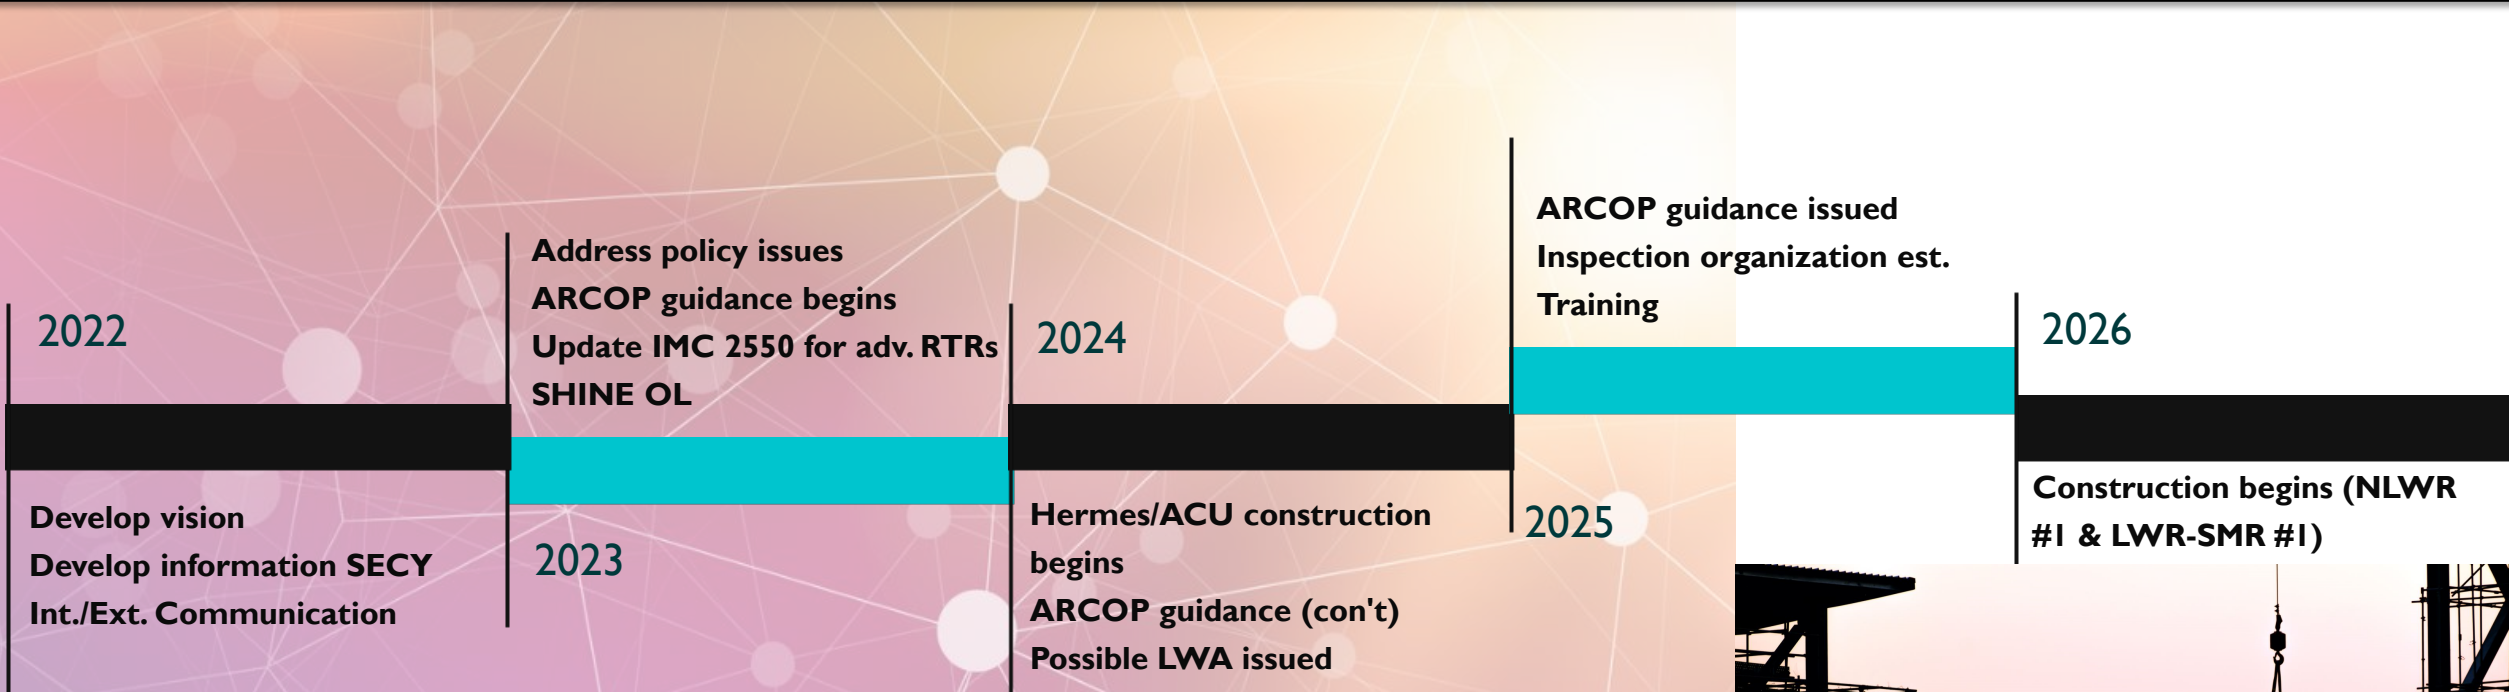 2022
Develop vision
Develop information SECY
Int./Ext. Communication
Address policy issues
ARCOP guidance begins
Update IMC 2550 for adv. RTRs
SHINE OL
2023
2024
Hermes/ACU construction
begins
ARCOP guidance (con't)
Possible LWA issued
ARCOP guidance issued
Inspection organization est.
Training
2025
2026
Construction begins (NLWR
#1 & LWR-SMR #1)